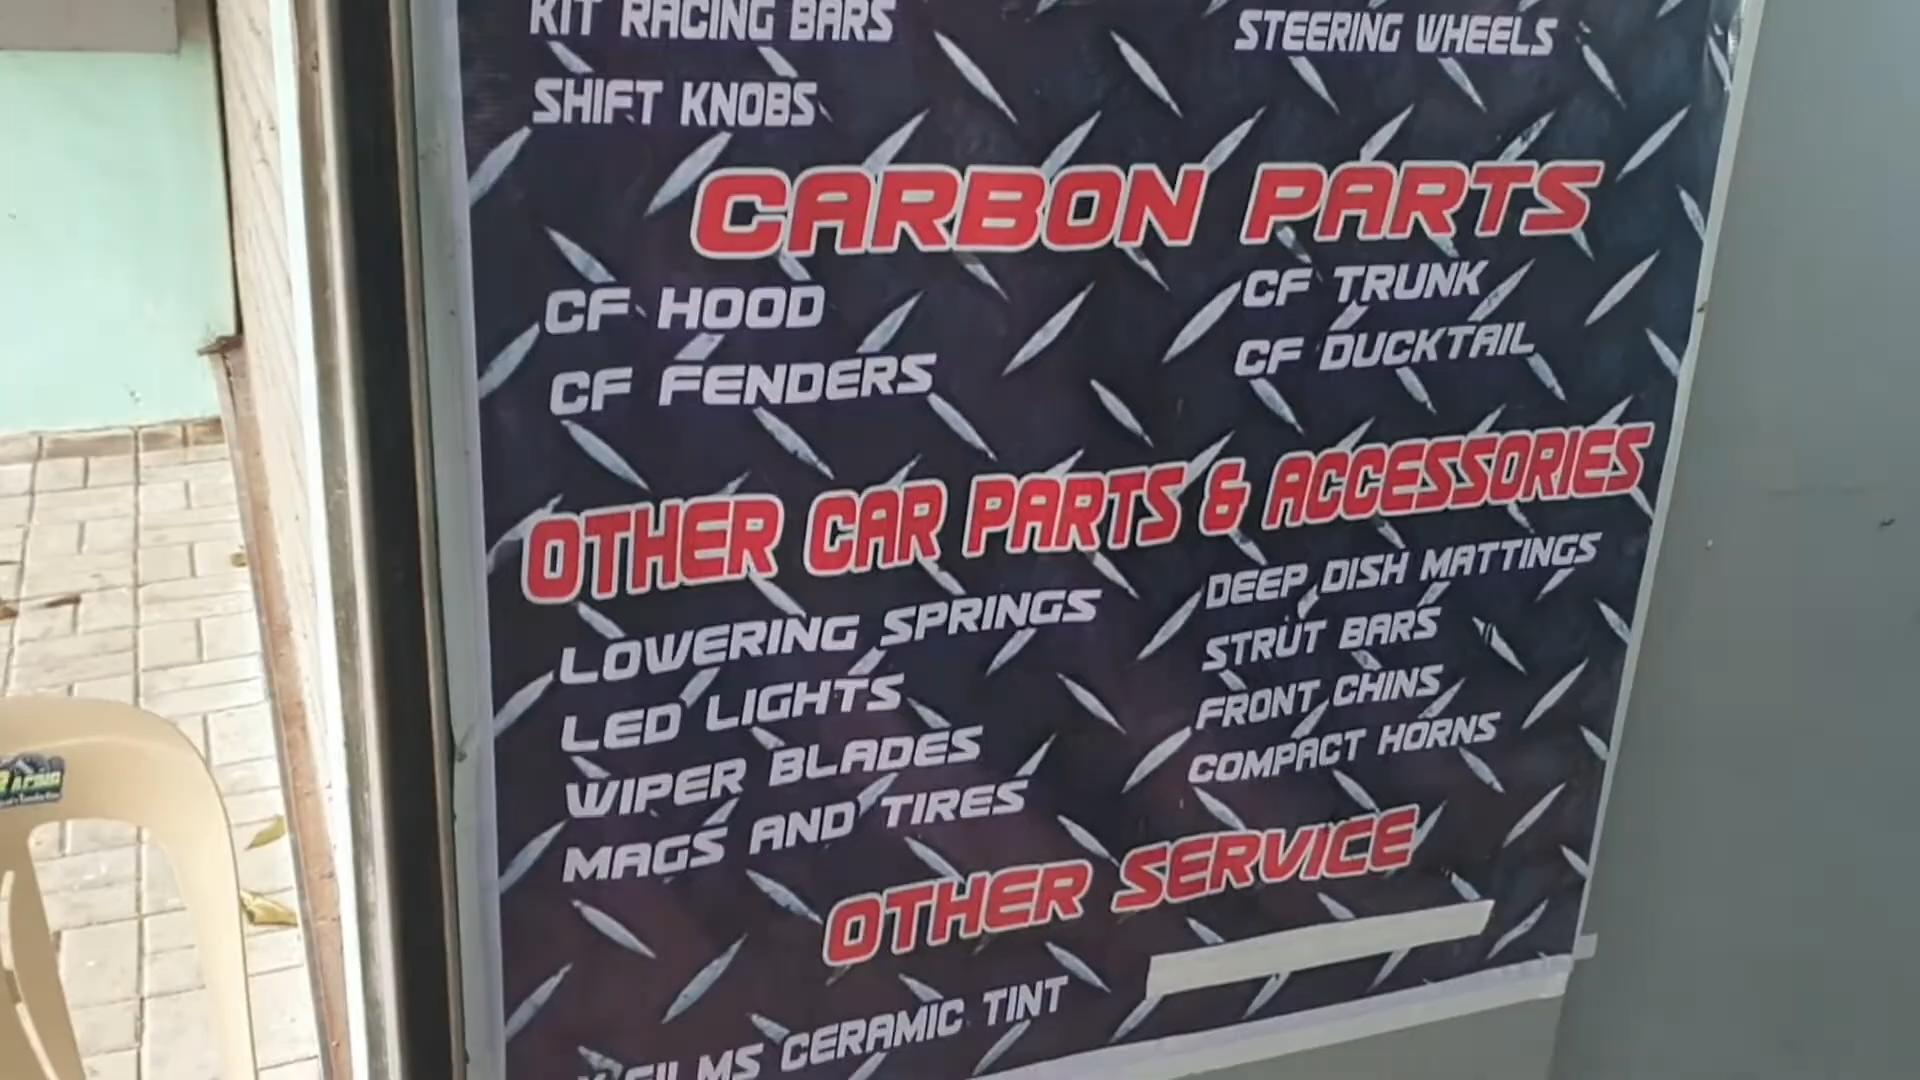 KIT RACING BARS
STEERING WHEELS
SHIFT KNOBS
CARBON PARTS
CF HOOD
CF TRUNK
CF FENDERS
CF DUCKTAIL
OTHER CAR PARTS & ACCESSORIES
LOWERING SPRINGS
DEEP DISH MATTINGS
LED LIGHTS
STRUT BARS
WIPER BLADES
FRONT CHINS
MAGS AND TIRES
COMPACT HORNS
OTHER SERVICE
CERAMIC TINT